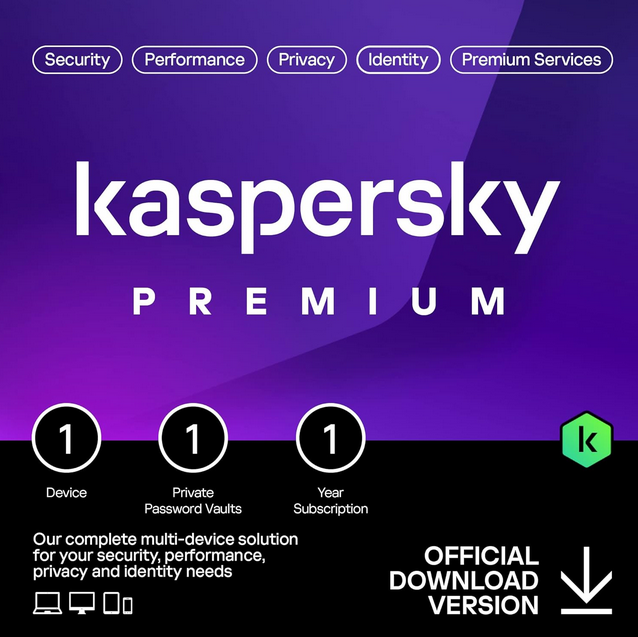 Security Performance Privacy Identity Premium Services
kaspersky
PREMIUM
1 1 1
Device Private Password Vaults Year Subscription
Our complete multi-device solution
for your security, performance,
privacy and identity needs
k
OFFICIAL
DOWNLOAD
VERSION